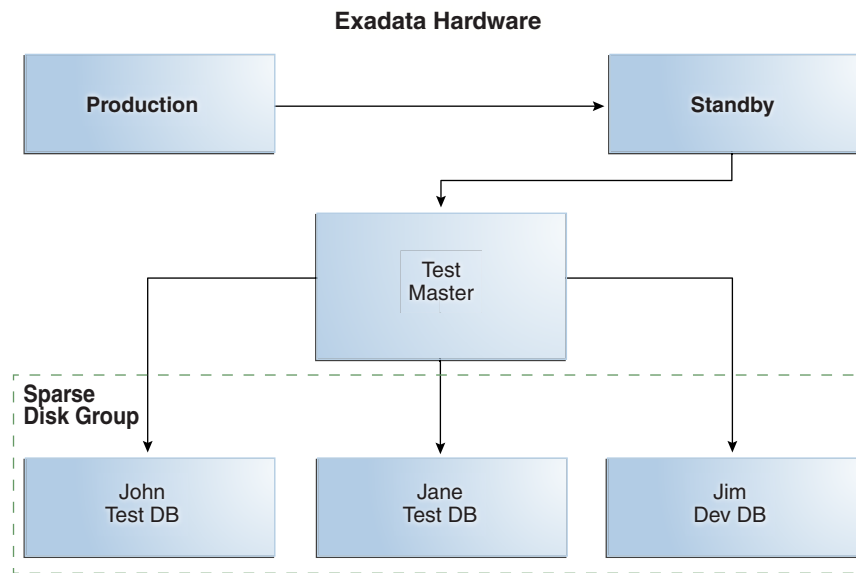 Exadata Hardware
Production
Standby
Test
Master
Sparse
Disk Group
John
Test DB
Jane
Test DB
Jim
Dev DB